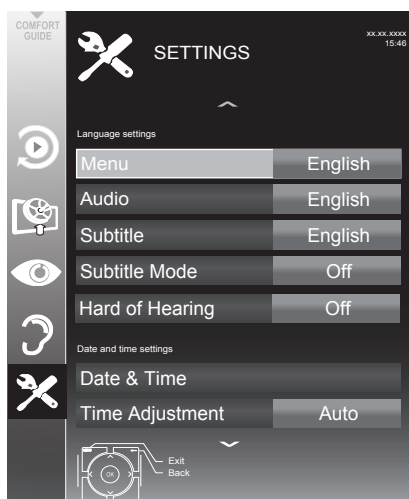 COMFORT
GUIDE
SETTINGS
xx.xx.xxxx
15:46
Language settings
Menu English
Audio English
Subtitle English
Subtitle Mode Off
Hard of Hearing Off
Date and time settings
Date & Time
Time Adjustment Auto
Exit
Back
OK